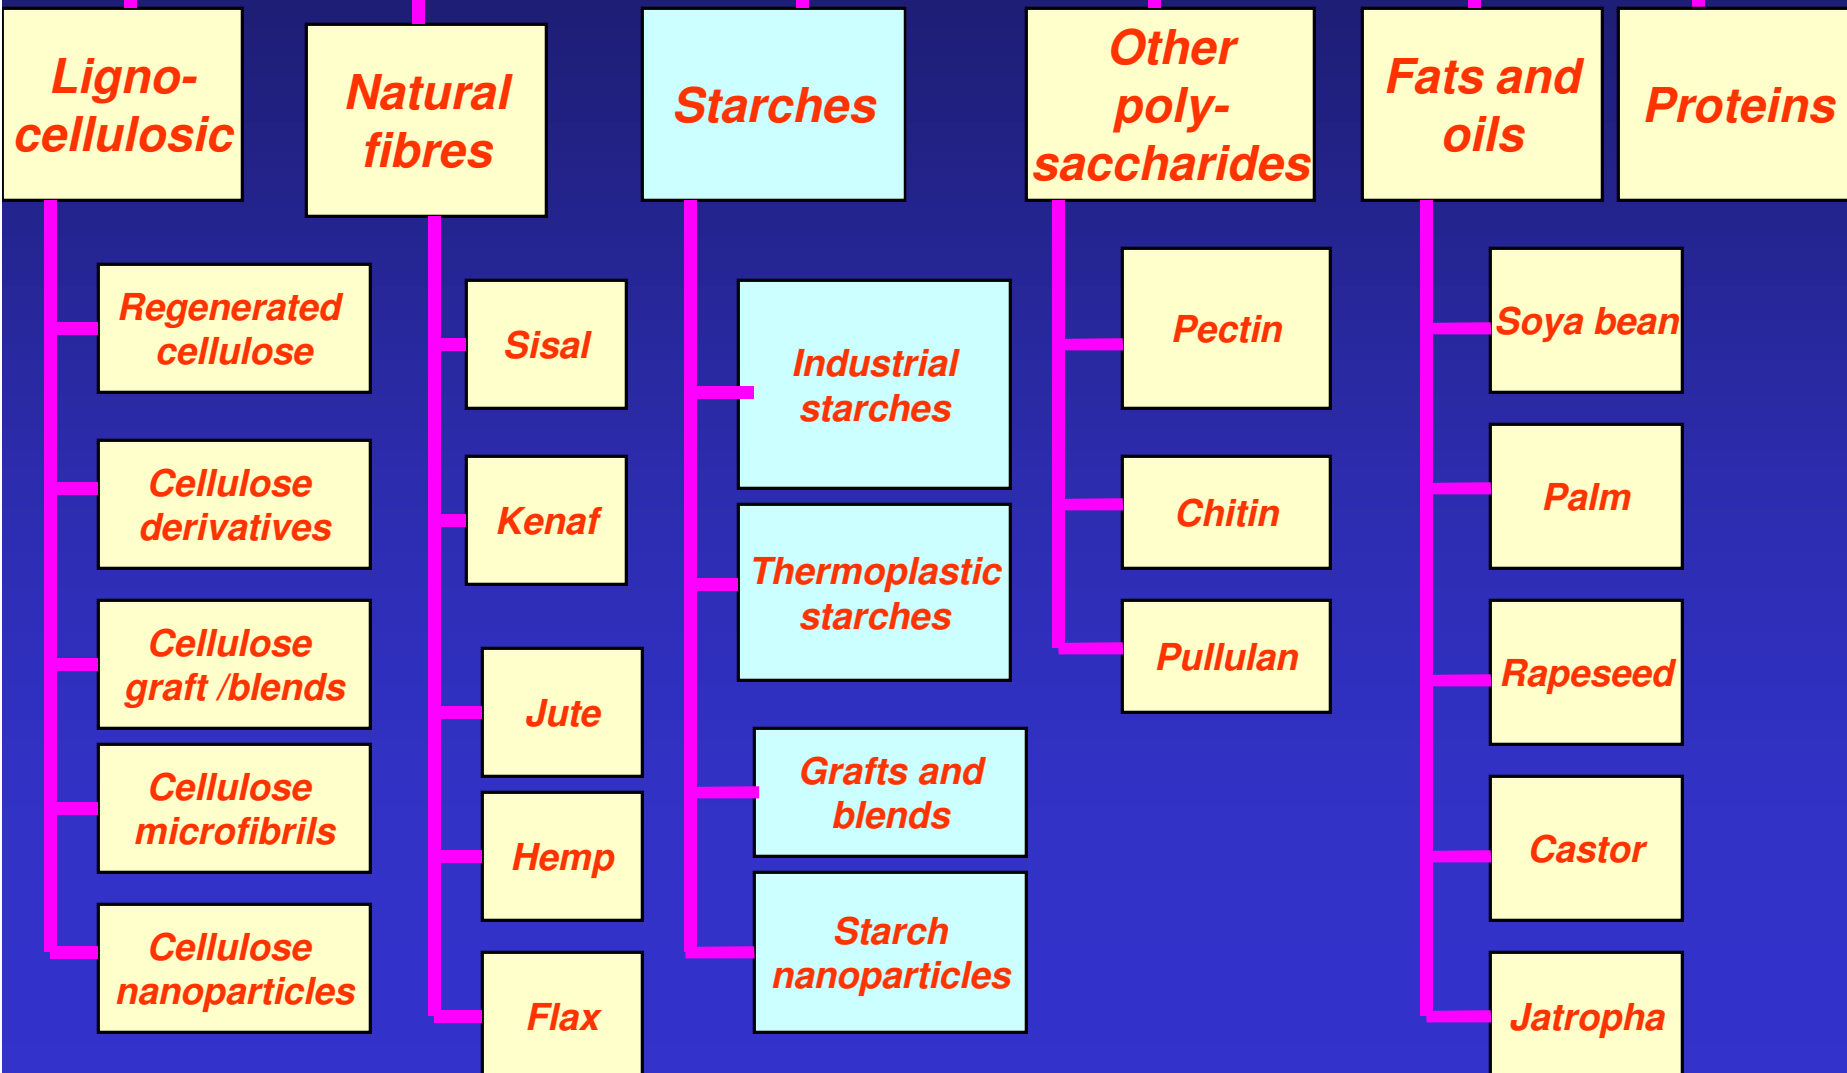 Ligno-
cellulosic
Natural
fibres
Starches
Other
poly-
saccharides
Fats and
oils
Proteins
Regenerated
cellulose
Cellulose
derivatives
Cellulose
graft /blends
Cellulose
microfibrils
Cellulose
nanoparticles
Sisal
Kenaf
Jute
Hemp
Flax
Industrial
starches
Thermoplastic
starches
Grafts and
blends
Starch
nanoparticles
Pectin
Chitin
Pullulan
Soya bean
Palm
Rapeseed
Castor
Jatropha